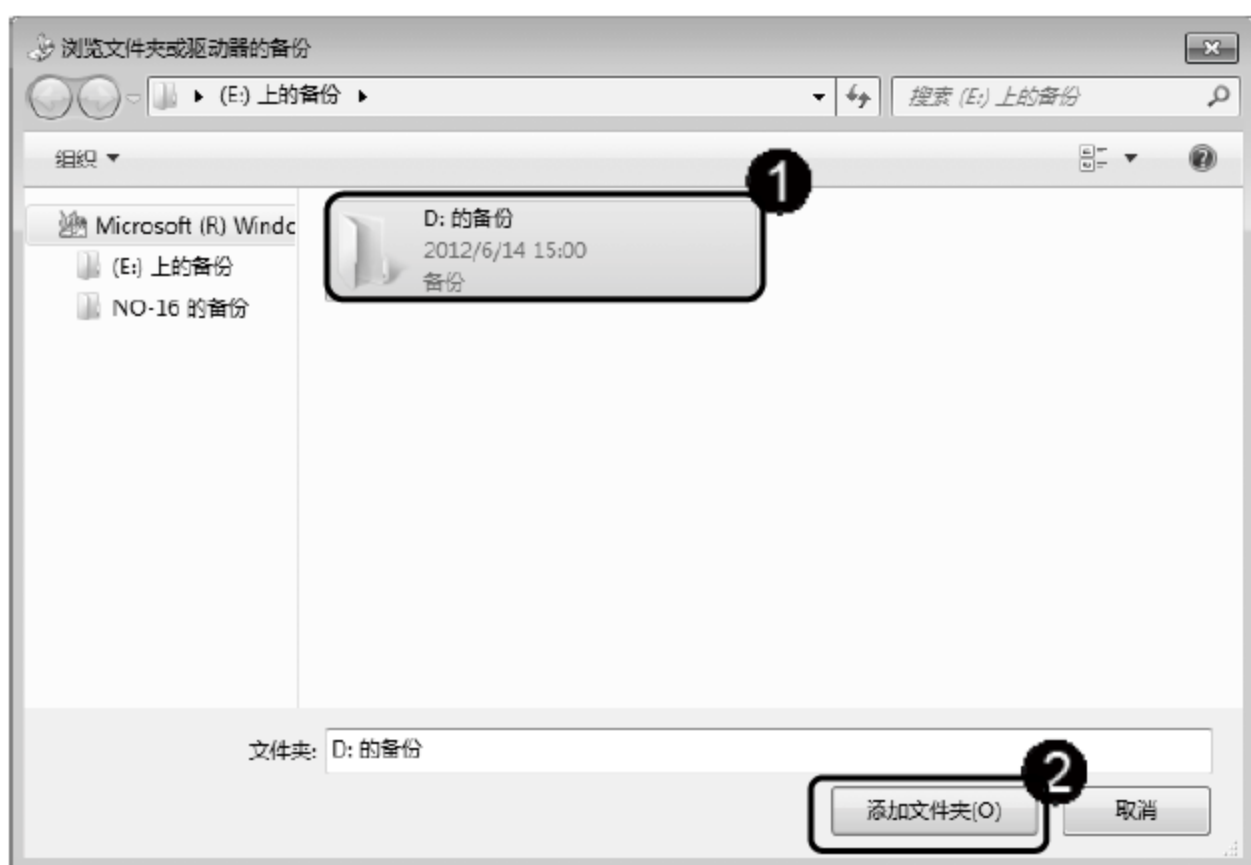 浏览文件夹或驱动器的备份
(E:) 上的备份
搜索 (E:) 上的备份
组织
1
Microsoft (R) Windo
(E:) 上的备份
NO-16 的备份
D: 的备份
2012/6/14 15:00
备份
文件夹: D: 的备份
2
添加文件夹(O)
取消